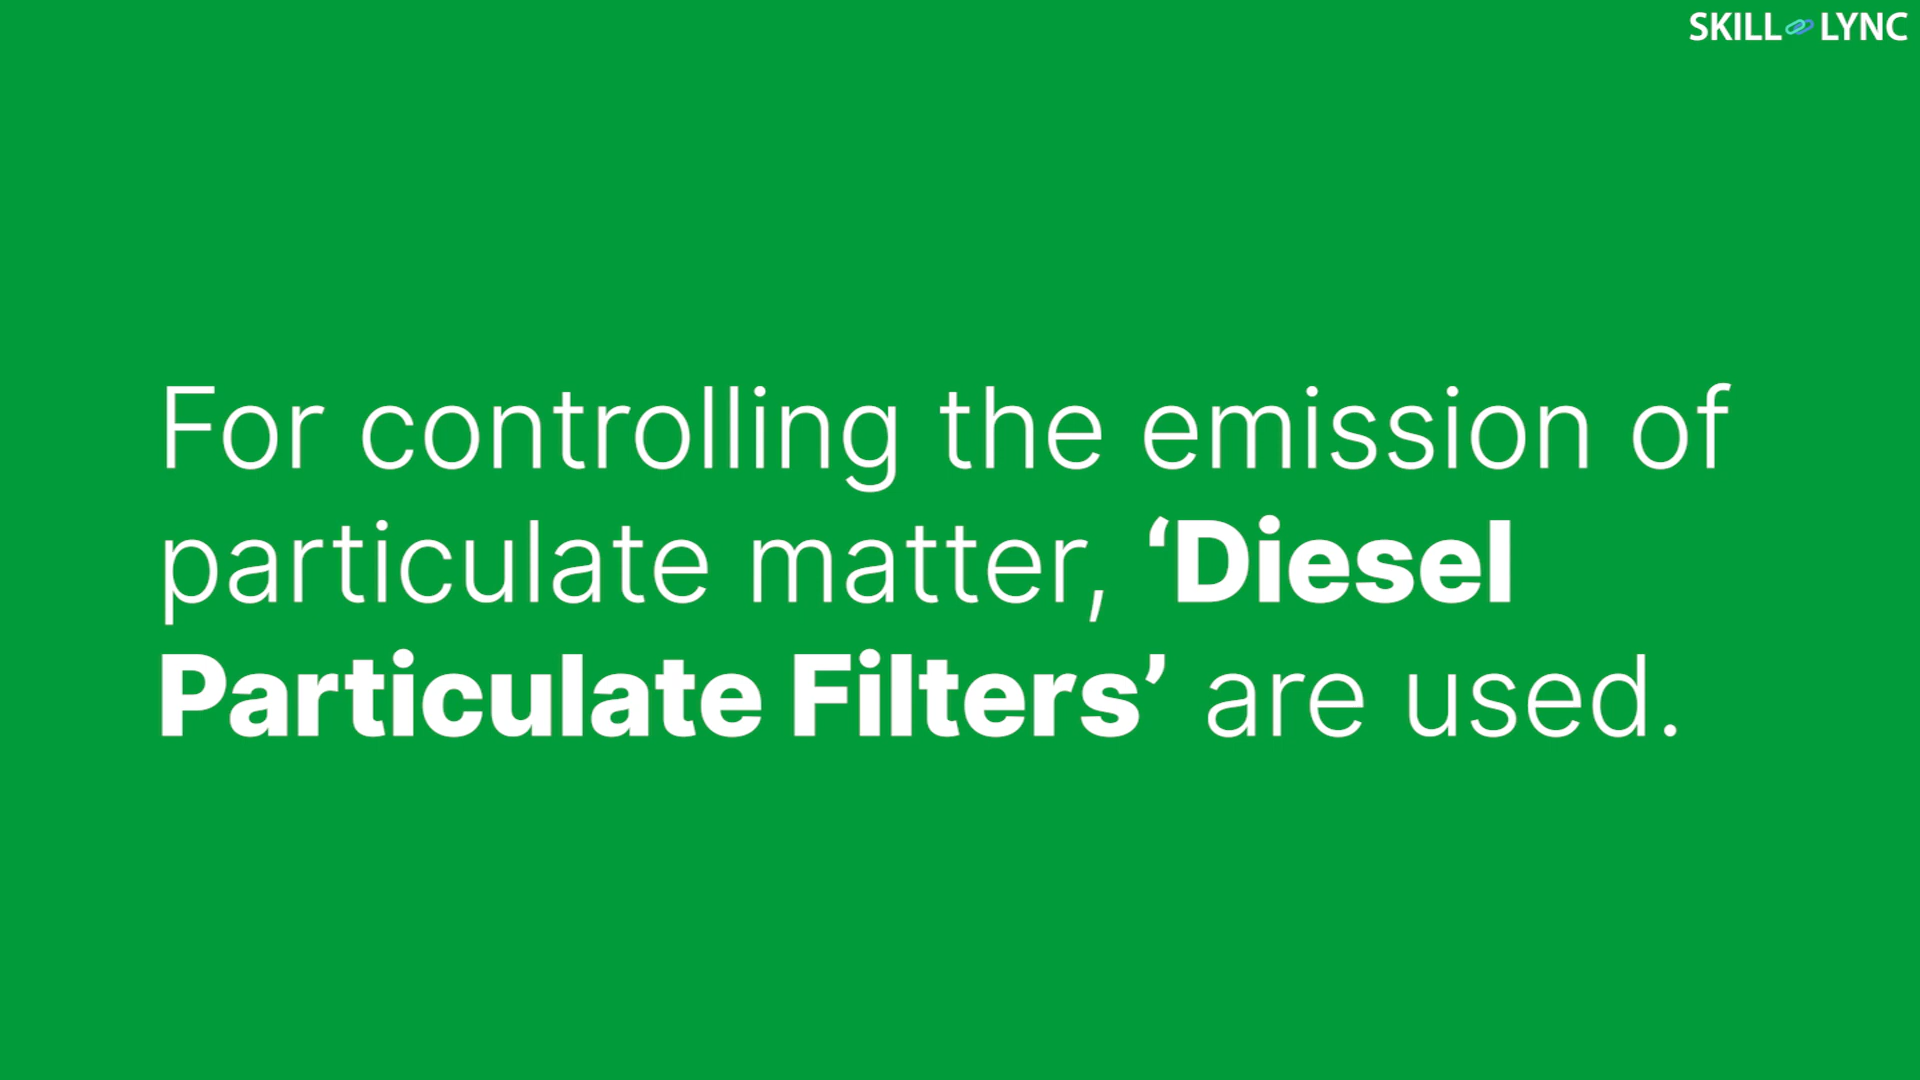 SKILL LYNC
For controlling the emission of
particulate matter, ‘Diesel
Particulate Filters’ are used.